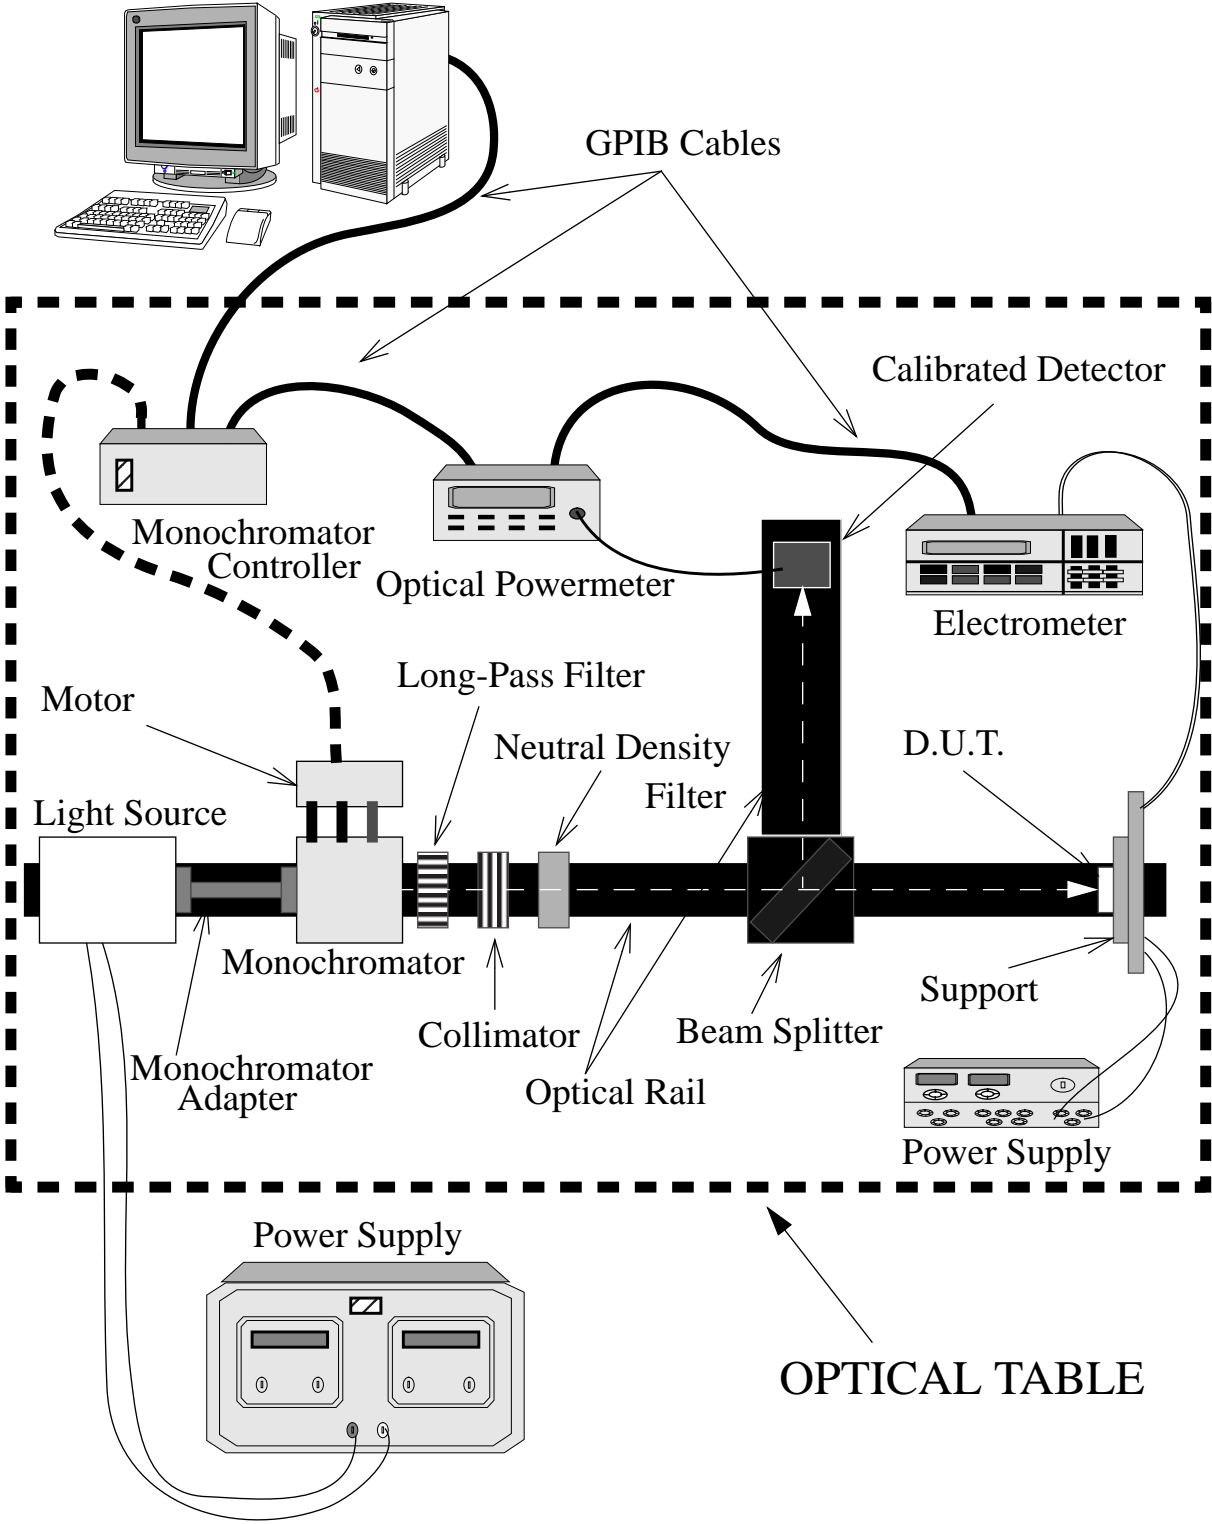 GPIB Cables
Calibrated Detector
Monochromator
Controller
Optical Powermeter
Electrometer
Long-Pass Filter
Motor
Neutral Density
Filter
D.U.T.
Light Source
Monochromator
Support
Collimator
Beam Splitter
Monochromator
Adapter
Optical Rail
Power Supply
Power Supply
OPTICAL TABLE